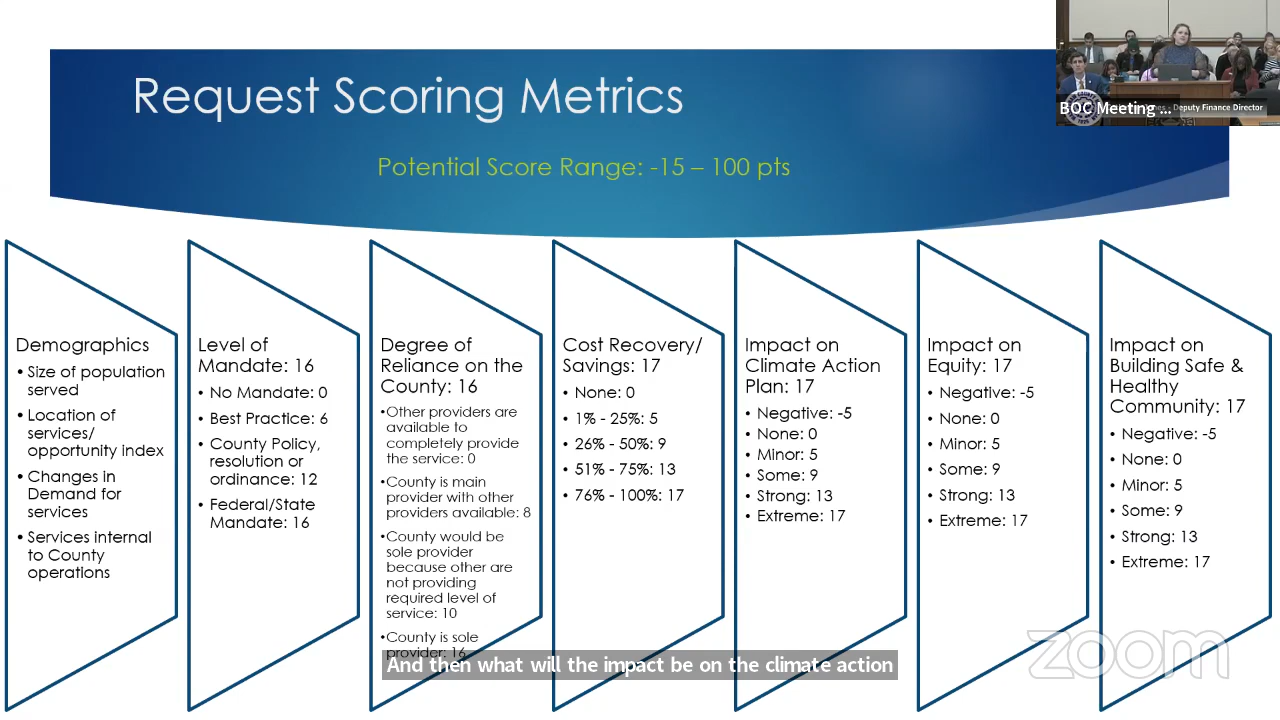 Request Scoring Metrics
Potential Score Range: -15 – 100 pts
BOC Meeting ...
- Deputy Finance Director
Demographics
• Size of population
served
• Location of
services/
opportunity index
• Changes in
Demand for
services
• Services internal
to County
operations
Level of
Mandate: 16
• No Mandate: 0
• Best Practice: 6
• County Policy,
resolution or
ordinance: 12
• Federal/State
Mandate: 16
Degree of
Reliance on the
County: 16
•Other providers are
available to
completely provide
the service: 0
•County is main
provider with other
providers available: 8
•County would be
sole provider
because other are
not providing
required level of
service: 10
•County is sole
provider: 16
Cost Recovery/
Savings: 17
• None: 0
• 1% - 25%: 5
• 26% - 50%: 9
• 51% - 75%: 13
• 76% - 100%: 17
Impact on
Climate Action
Plan: 17
• Negative: -5
• None: 0
• Minor: 5
• Some: 9
• Strong: 13
• Extreme: 17
Impact on
Equity: 17
• Negative: -5
• None: 0
• Minor: 5
• Some: 9
• Strong: 13
• Extreme: 17
Impact on
Building Safe &
Healthy
Community: 17
• Negative: -5
• None: 0
• Minor: 5
• Some: 9
• Strong: 13
• Extreme: 17
And then what will the impact be on the climate action
zoom